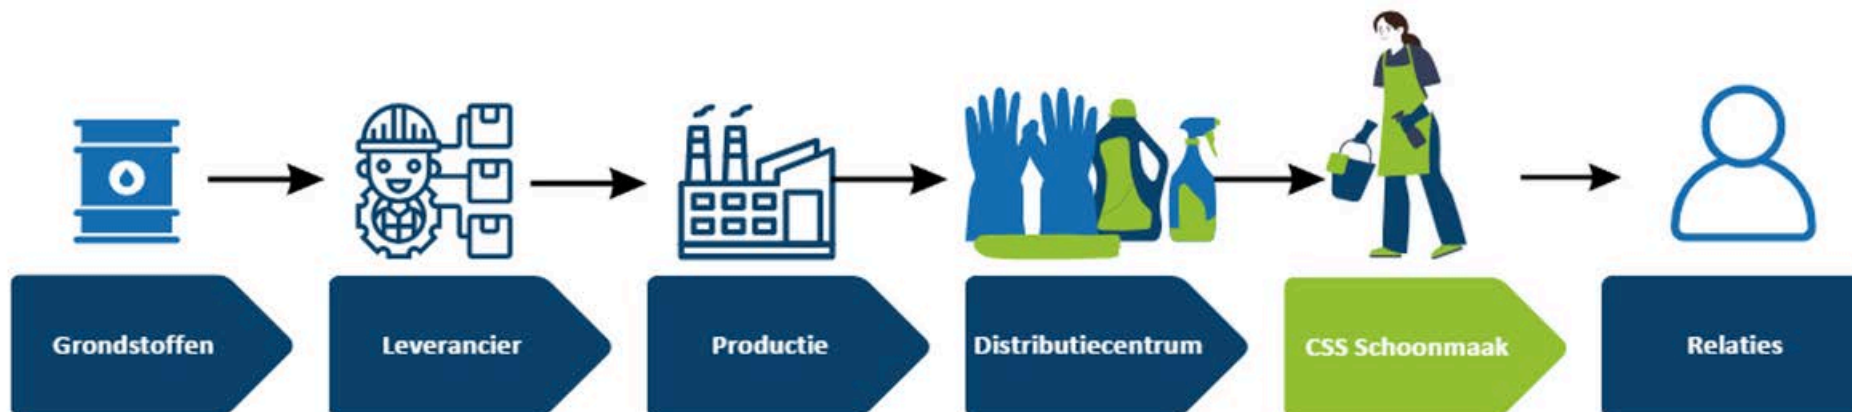 Grondstoffen
Leverancier
Productie
Distributiecentrum
CSS Schoonmaak
Relaties